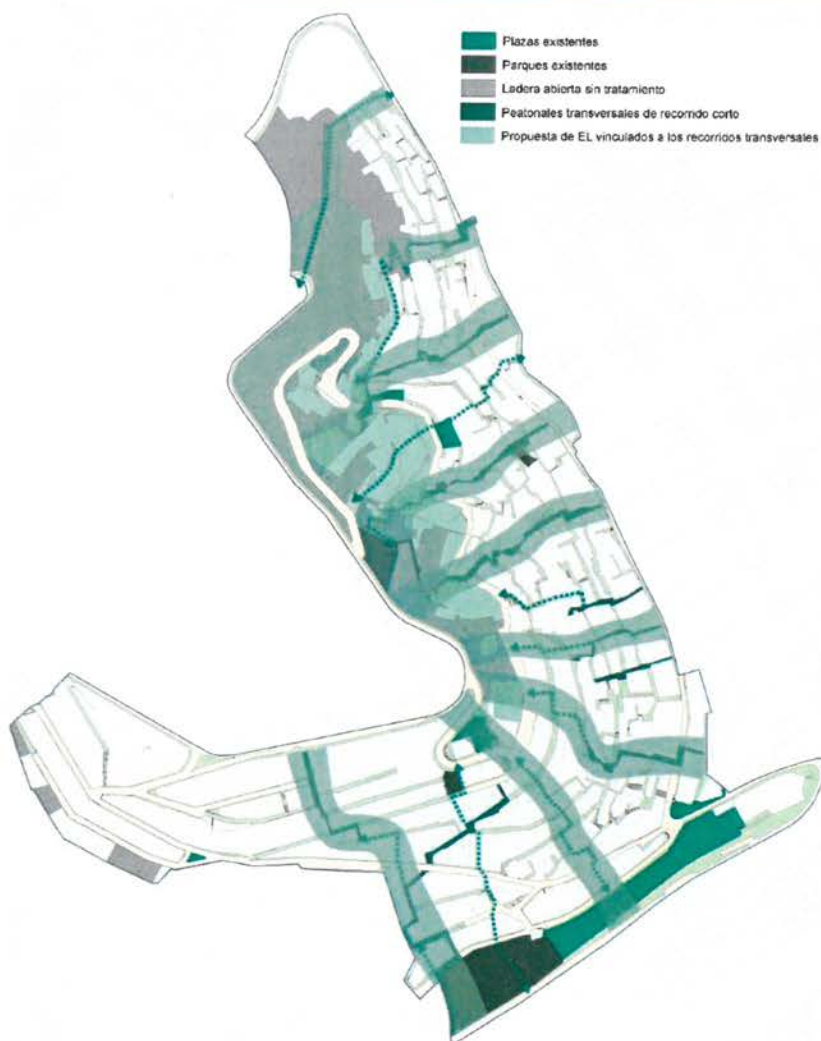 Plazas existentes
Parques existentes
Ladera abierta sin tratamiento
Peatonales transversales de recorrido corto
Propuesta de EL vinculados a los recorridos transversales